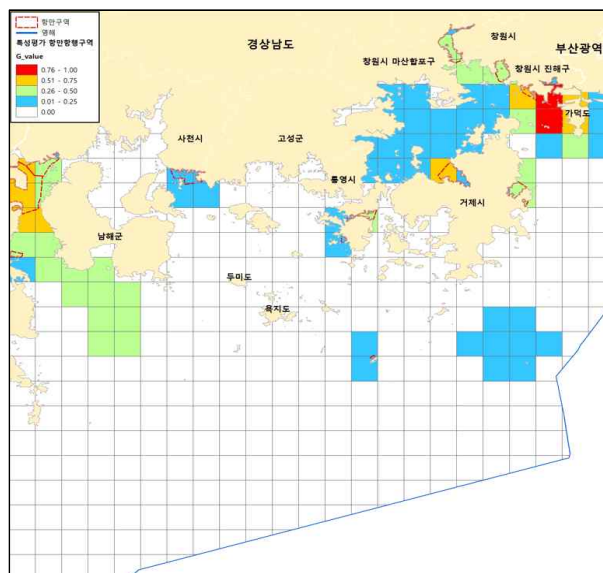 항만구역
영해
특성평가 항만항행구역
G_value
0.76 - 1.00
0.51 - 0.75
0.26 - 0.50
0.01 - 0.25
0.00
경상남도
창원시
부산광역
창원시 마산합포구
창원시 진해구
가덕도
사천시
고성군
통영시
거제시
남해군
두미도
욕지도